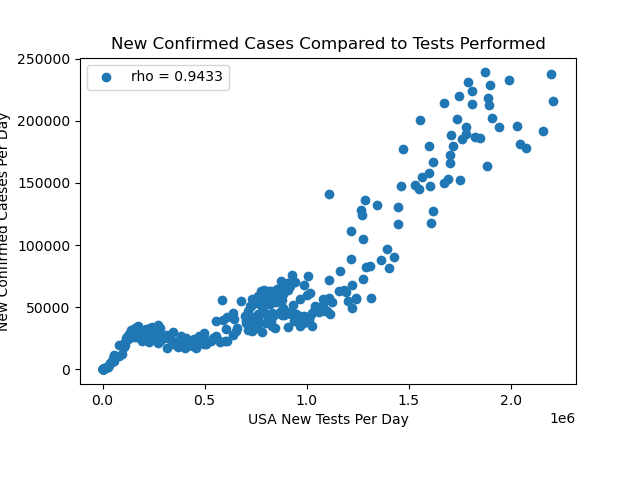 New Confirmed Cases Compared to Tests Performed
rho = 0.9433
250000
200000
150000
100000
50000
0
New Confirmed Caeses Per Day
0.0 0.5 1.0 1.5 2.0
1e6
USA New Tests Per Day